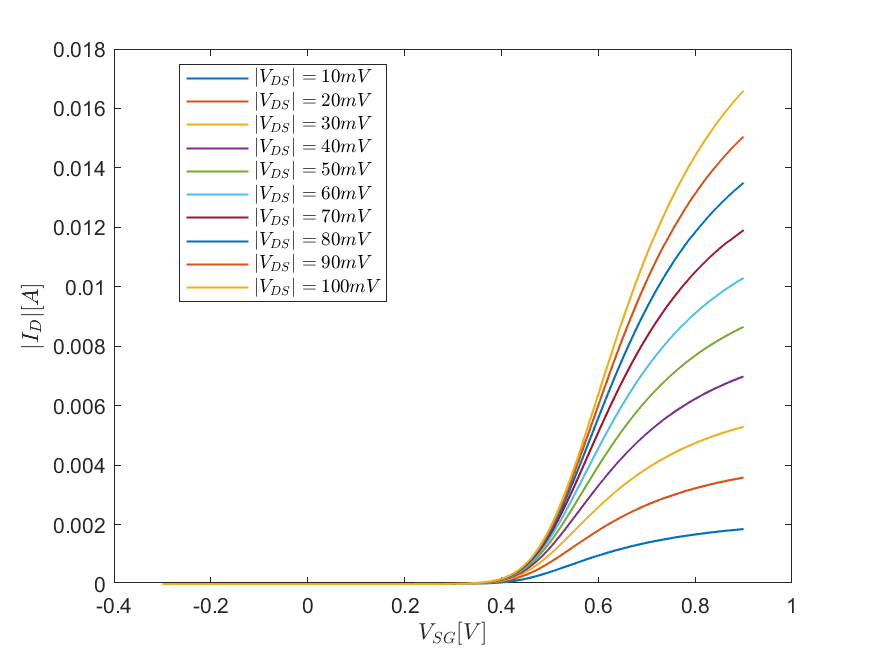 0.018
0.016
0.014
0.012
0.01
0.008
0.006
0.004
0.002
0
|I_D|[A]
|V_DS| = 10mV
|V_DS| = 20mV
|V_DS| = 30mV
|V_DS| = 40mV
|V_DS| = 50mV
|V_DS| = 60mV
|V_DS| = 70mV
|V_DS| = 80mV
|V_DS| = 90mV
|V_DS| = 100mV
-0.4 -0.2 0 0.2 0.4 0.6 0.8 1
V_SG[V]